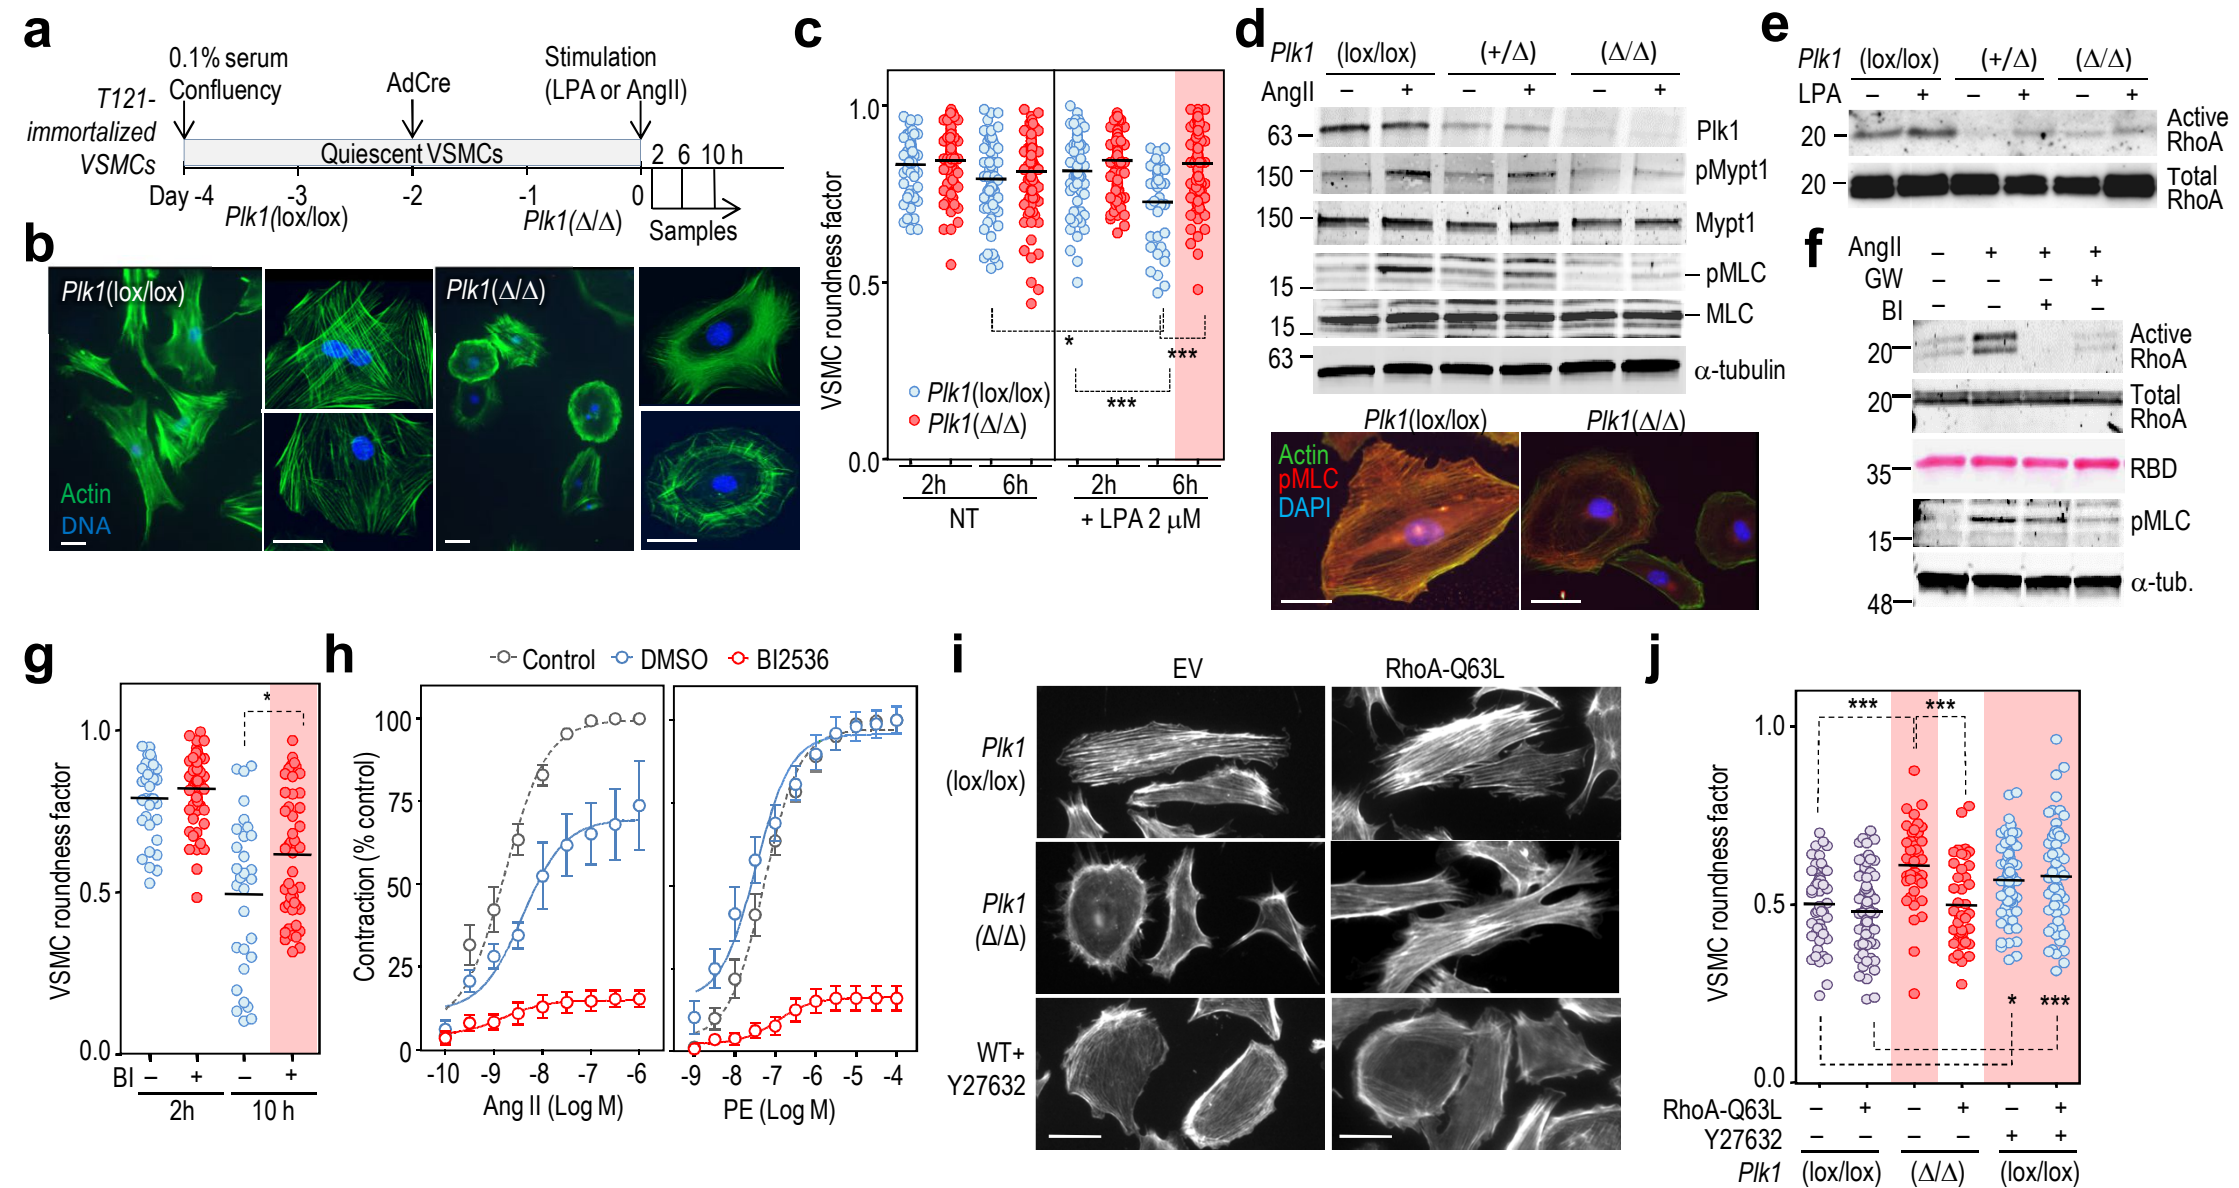 a
0.1% serum
Confluency
AdCre
Stimulation
(LPA or AngII)
T121-
immortalized
VSMCs
Quiescent VSMCs
2 6 10 h
Day -4 -3 -2 -1 0
Plk1(lox/lox)
Plk1(Δ/Δ)
Samples
b
Plk1(lox/lox)
Plk1(Δ/Δ)
Actin
DNA
c
VSMC roundness factor
1.0
0.5
0.0
*
***
***
Plk1(lox/lox)
Plk1(Δ/Δ)
2h 6h 2h 6h
NT
+ LPA 2 μM
d
Plk1 (lox/lox) (+/Δ) (Δ/Δ)
AngII – + – + – +
63 Plk1
150 pMypt1
150 Mypt1
pMLC
15
MLC
15
63
α-tubulin
Plk1(lox/lox)
Plk1(Δ/Δ)
Actin
pMLC
DAPI
e
Plk1 (lox/lox) (+/Δ) (Δ/Δ)
LPA – + – + – +
20 Active
RhoA
20 Total
RhoA
f
AngII – + + +
GW – – – +
BI – – + –
20 Active
RhoA
20 Total
RhoA
35 RBD
pMLC
15
α-tub.
48
g
VSMC roundness factor
1.0
0.5
0.0
*
BI – + – +
2h 10 h
h
Control DMSO BI2536
Contraction (% control)
100
75
50
25
0
-10 -9 -8 -7 -6
Ang II (Log M)
-9 -8 -7 -6 -5 -4
PE (Log M)
i
EV RhoA-Q63L
Plk1
(lox/lox)
Plk1
(Δ/Δ)
WT+
Y27632
j
VSMC roundness factor
1.0
0.5
0.0
*** ***
* ***
RhoA-Q63L – + – + – +
Y27632 – – – – + +
Plk1 (lox/lox) (Δ/Δ) (lox/lox)